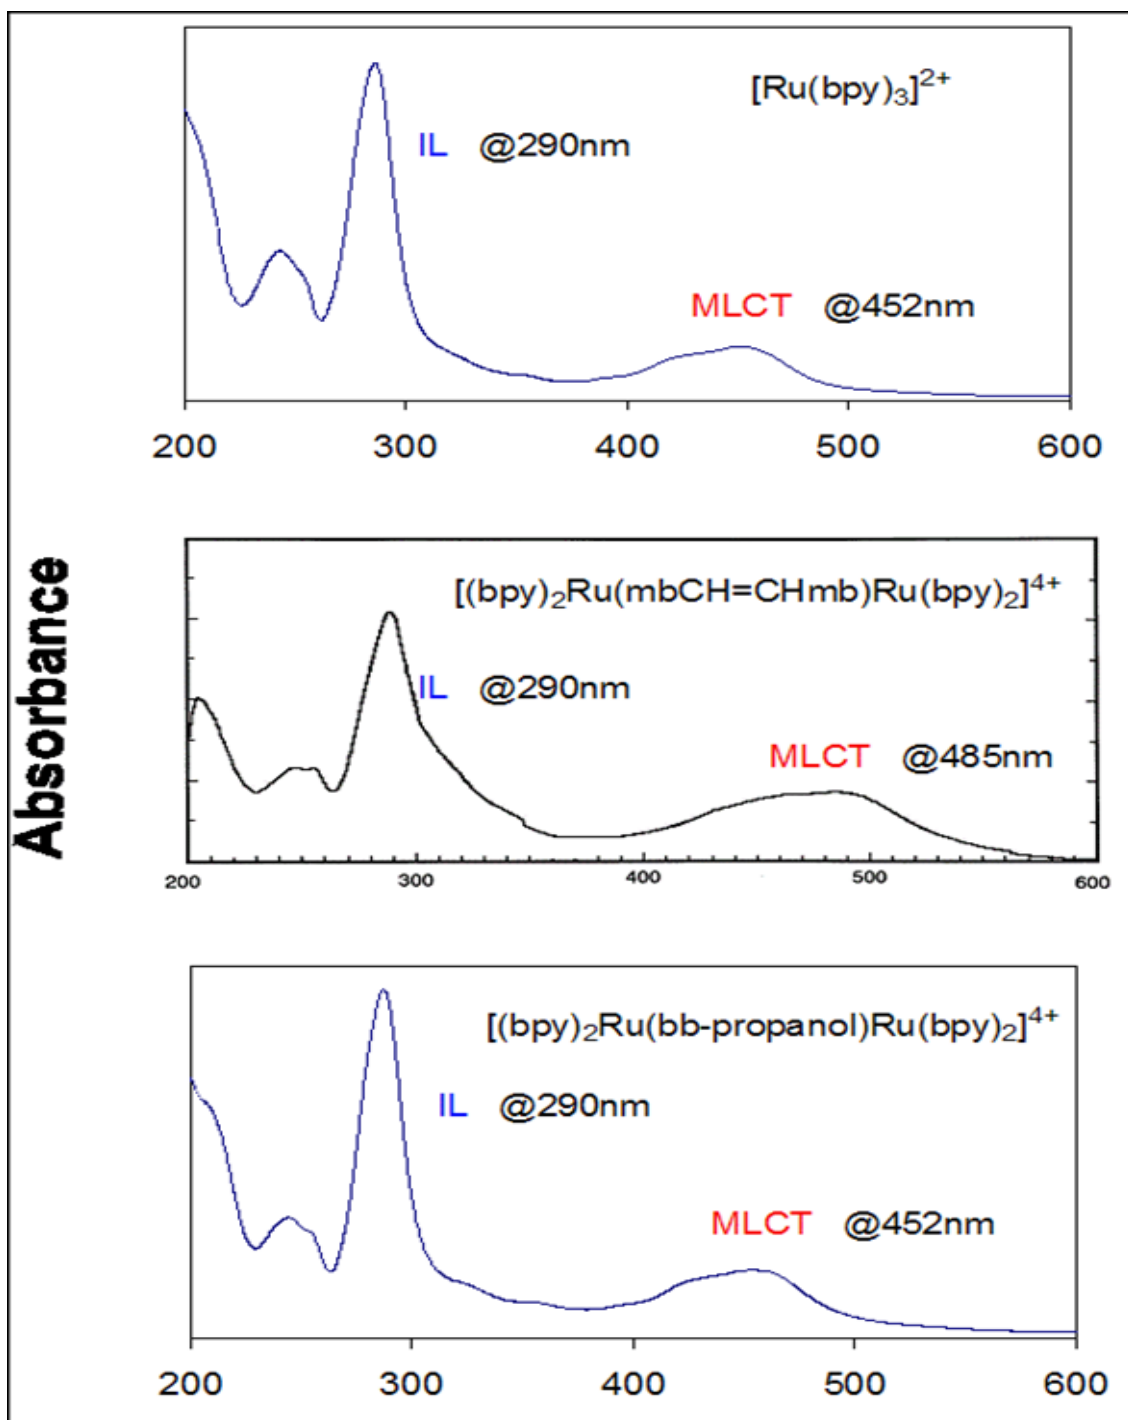 Absorbance
[Ru(bpy)₃]²⁺
IL @290nm
MLCT @452nm
200 300 400 500 600
[(bpy)₂Ru(mbCH=CHmb)Ru(bpy)₂]⁴⁺
IL @290nm
MLCT @485nm
200 300 400 500 600
[(bpy)₂Ru(bb-propanol)Ru(bpy)₂]⁴⁺
IL @290nm
MLCT @452nm
200 300 400 500 600